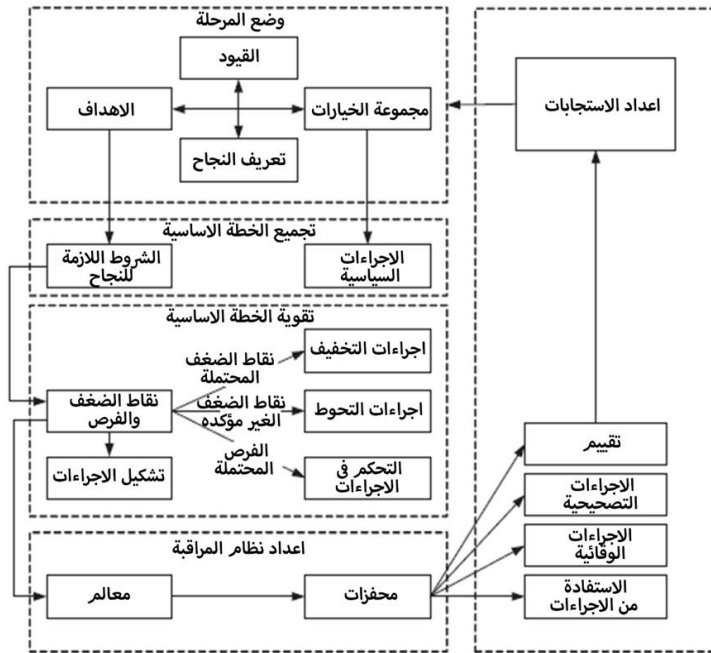 وضع المرحلة
القيود
الاهداف
مجموعة الخيارات
تعريف النجاح
اعداد الاستجابات
تجميع الخطة الاساسية
الشروط اللازمة
للنجاح
الاجراءات
السياسية
تقوية الخطة الاساسية
نقاط الضغف
المحتملة
اجراءات التخفيف
نقاط الضغف
والفرص
نقاط الضغف
الغير مؤكده
اجراءات التحوط
الفرص
المحتملة
تشكيل الاجراءات
التحكم فى
الاجراءات
تقييم
الاجراءات
التصحيحية
الاجراءات
الوقائية
الاستفادة
من الاجراءات
اعداد نظام المراقبة
معالم
محفزات